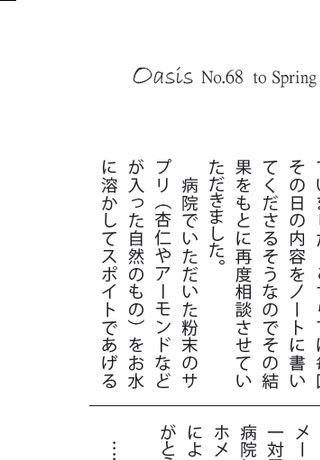 Oasis No.68 to Spring
その日の内容をノートに書い
てくださるそうなのでその結
果をもとに再度相談させてい
ただきました。
病院でいただいた粉末のサ
プリ（杏仁やアーモンドなど
が入った自然のもの）をお水
に溶かしてスポイトであげる
メー
一対
病院
ホメ
によ
がと
……